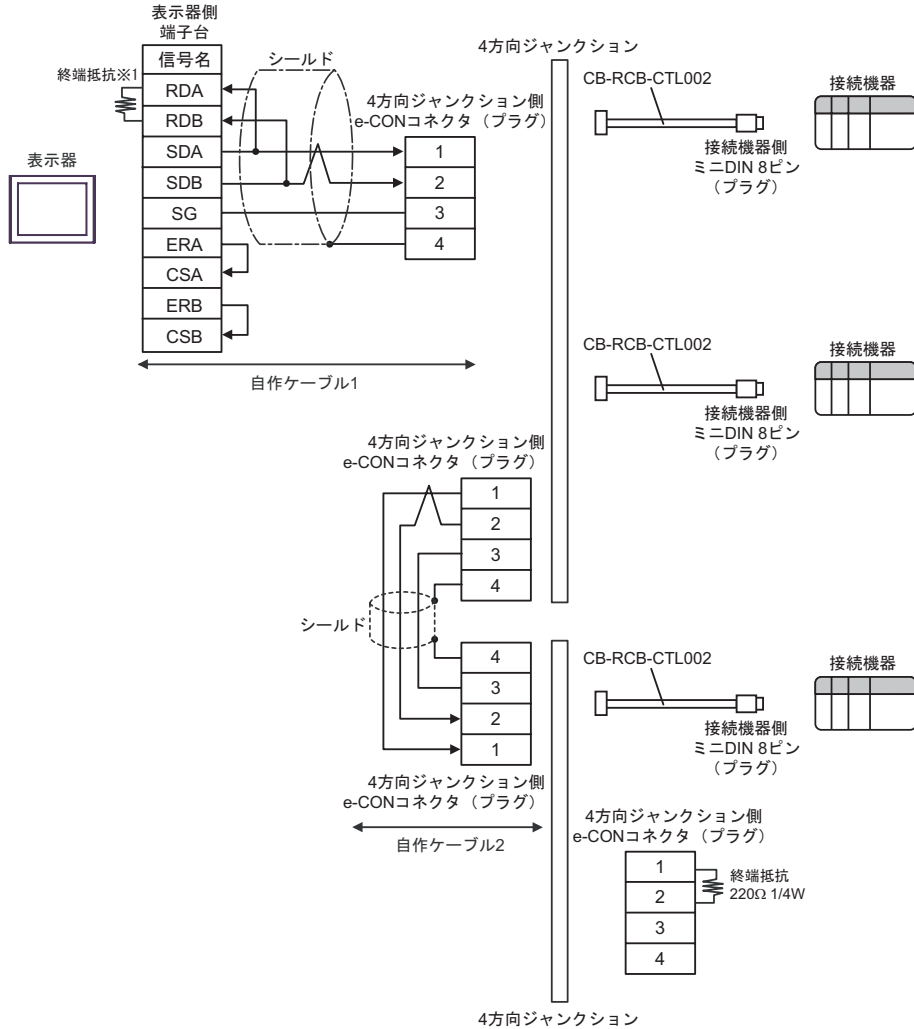 表示器側
端子台
信号名
終端抵抗※1
RDA
RDB
SDA
SDB
SG
ERA
CSA
ERB
CSB
表示器
シールド
4方向ジャンクション側
e-CONコネクタ（プラグ）
1
2
3
4
自作ケーブル1
4方向ジャンクション
CB-RCB-CTL002
接続機器側
ミニDIN 8ピン
（プラグ）
接続機器
CB-RCB-CTL002
接続機器側
ミニDIN 8ピン
（プラグ）
接続機器
4方向ジャンクション側
e-CONコネクタ（プラグ）
1
2
3
4
シールド
4
3
2
1
4方向ジャンクション側
e-CONコネクタ（プラグ）
自作ケーブル2
CB-RCB-CTL002
接続機器側
ミニDIN 8ピン
（プラグ）
接続機器
4方向ジャンクション側
e-CONコネクタ（プラグ）
1
2
3
4
終端抵抗
220Ω 1/4W
4方向ジャンクション